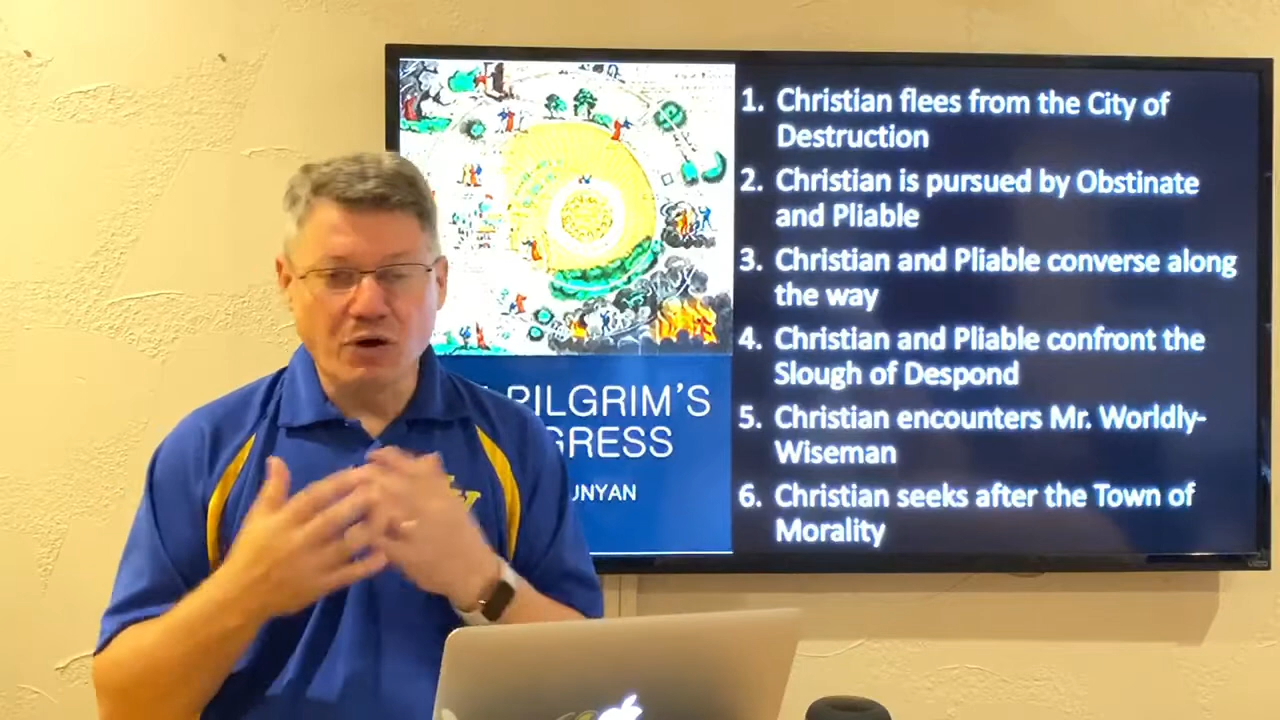 1. Christian flees from the City of
Destruction
2. Christian is pursued by Obstinate
and Pliable
3. Christian and Pliable converse along
the way
4. Christian and Pliable confront the
Slough of Despond
5. Christian encounters Mr. Worldly-
Wiseman
6. Christian seeks after the Town of
Morality
PILGRIM'S
GRESS
UNYAN